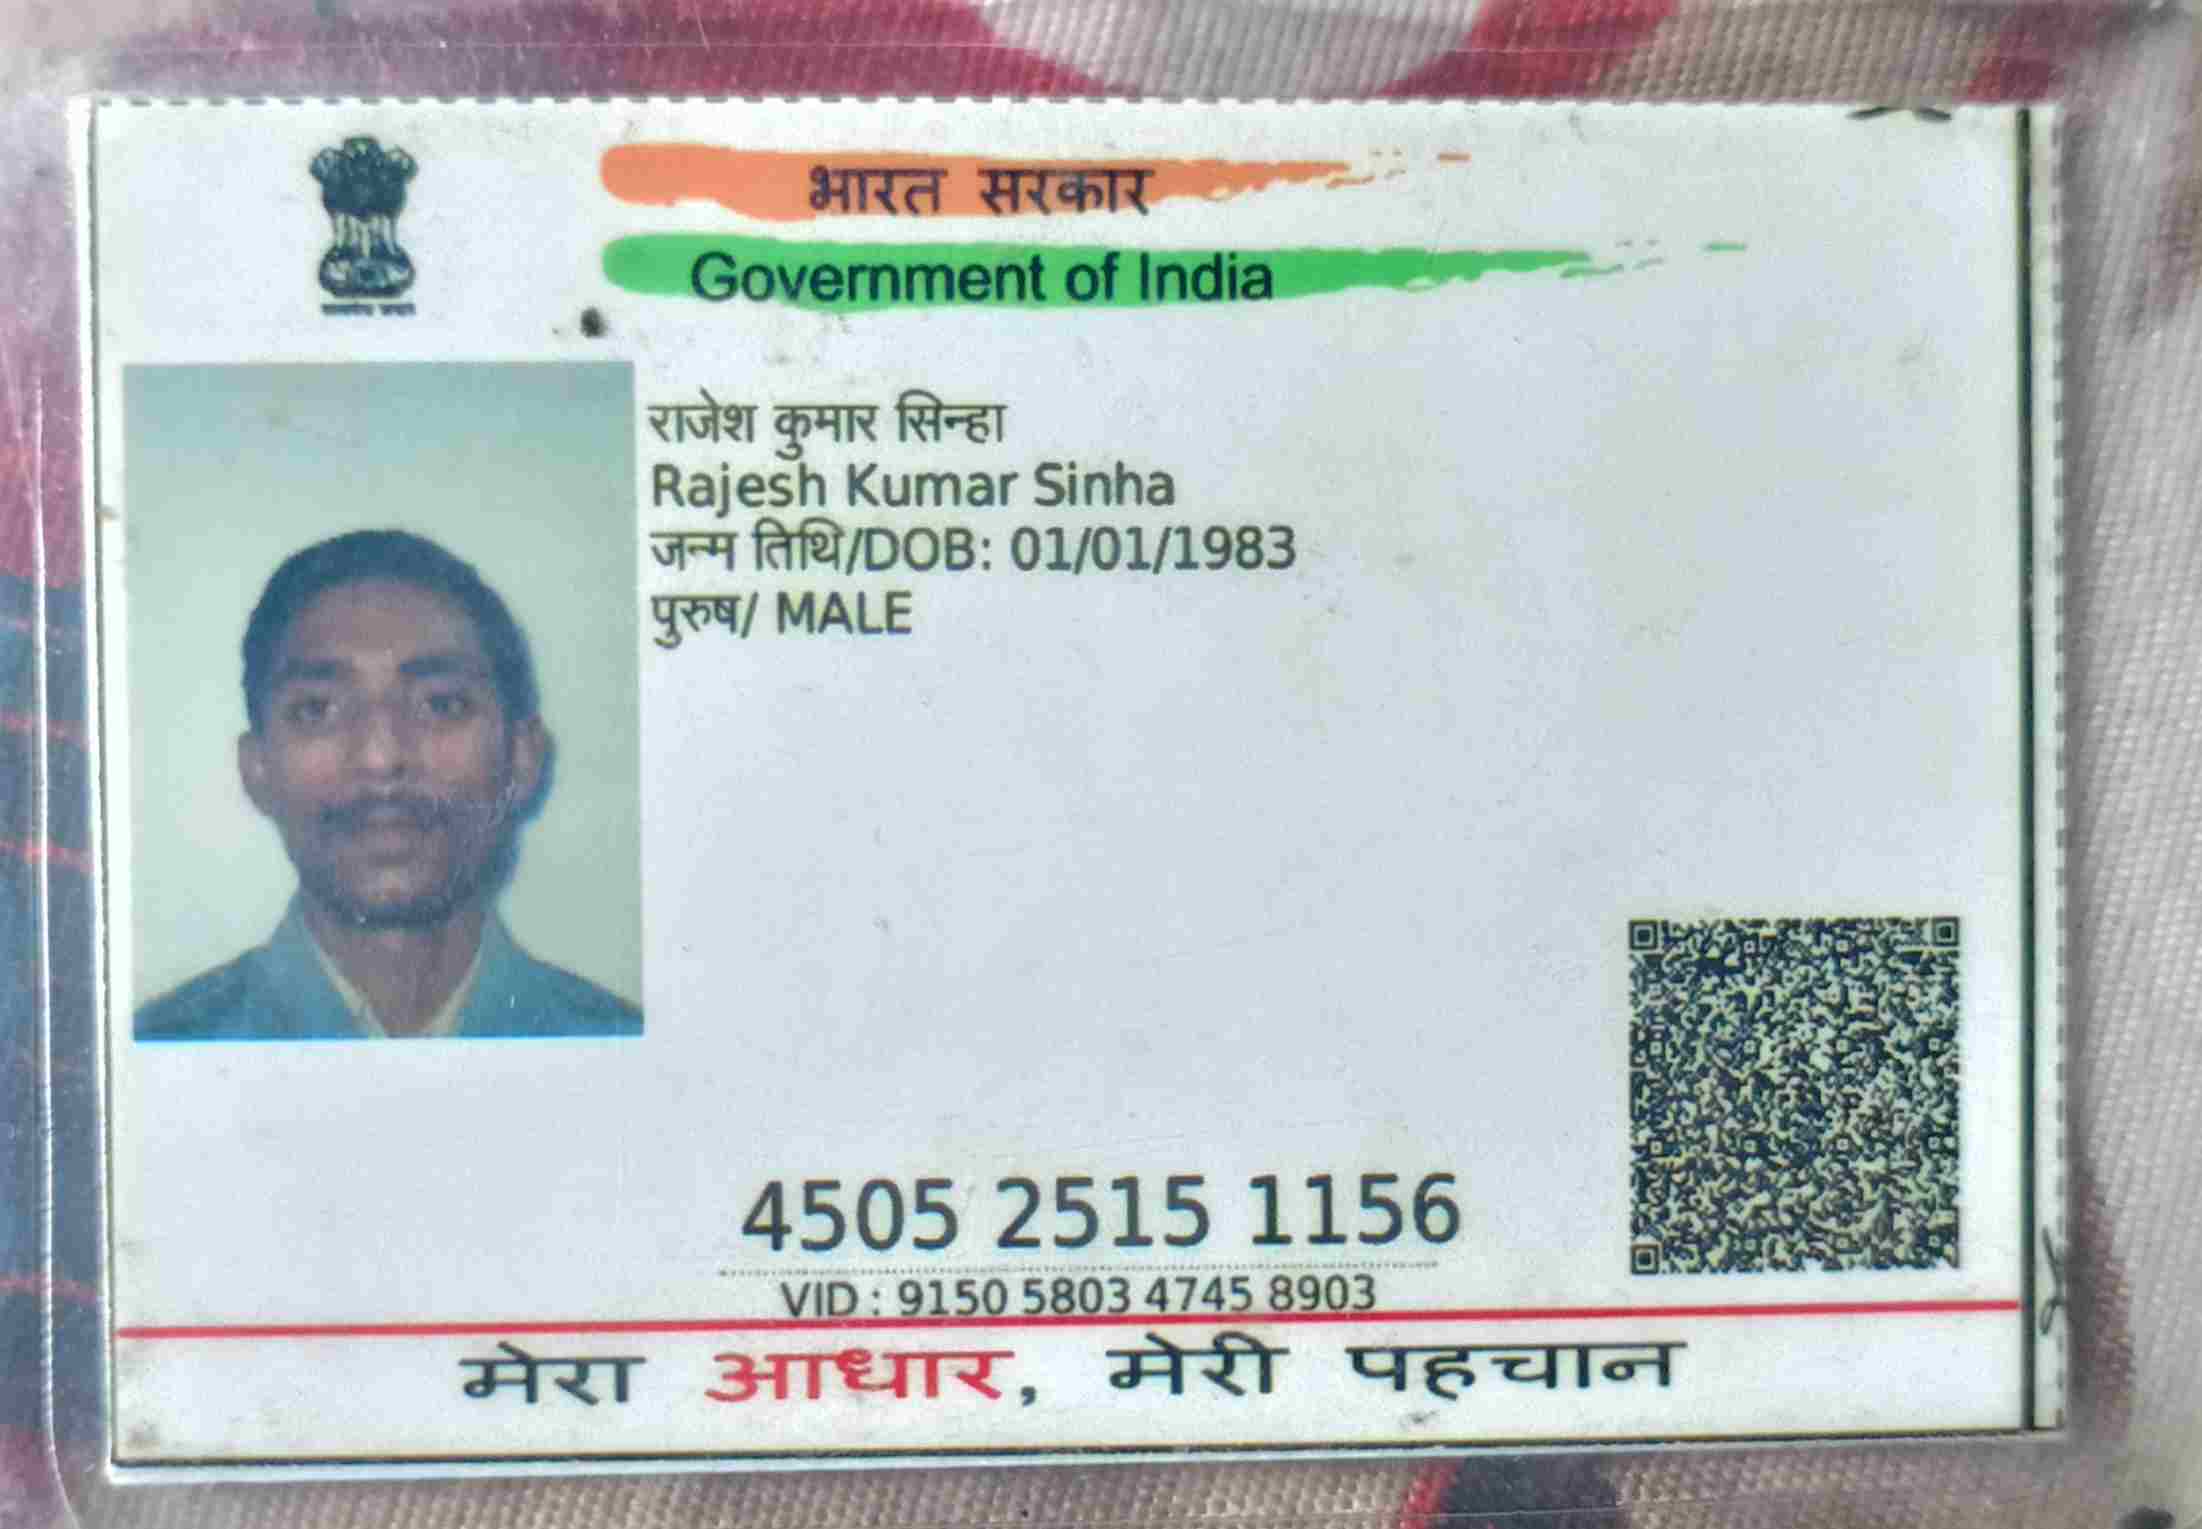 भारत सरकार
Government of India
राजेश कुमार सिन्हा
Rajesh Kumar Sinha
जन्म तिथि/DOB: 01/01/1983
पुरुष/ MALE
4505 2515 1156
VID : 9150 5803 4745 8903
मेरा आधार, मेरी पहचान